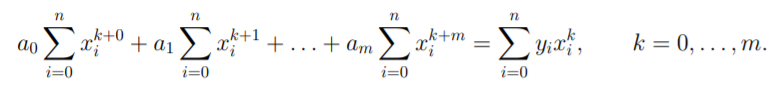 $a_0 \sum_{i=0}^{n} x_i^{k+0} + a_1 \sum_{i=0}^{n} x_i^{k+1} + \ldots + a_m \sum_{i=0}^{n} x_i^{k+m} = \sum_{i=0}^{n} y_i x_i^k, \qquad k = 0, \ldots, m.$